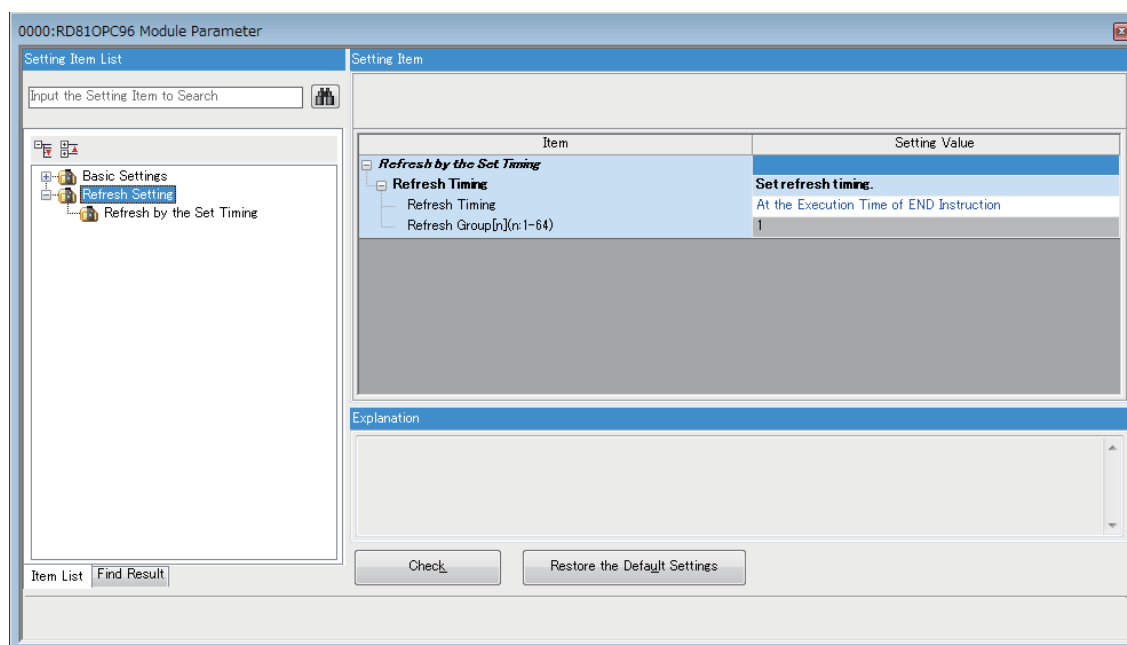 0000:RD81OPC96 Module Parameter
Setting Item List
Input the Setting Item to Search
Basic Settings
Refresh Setting
Refresh by the Set Timing
Item List
Find Result
Setting Item
Item
Setting Value
Refresh by the Set Timing
Refresh Timing
Set refresh timing.
Refresh Timing
At the Execution Time of END Instruction
Refresh Group[n](n:1-64)
1
Explanation
Check
Restore the Default Settings